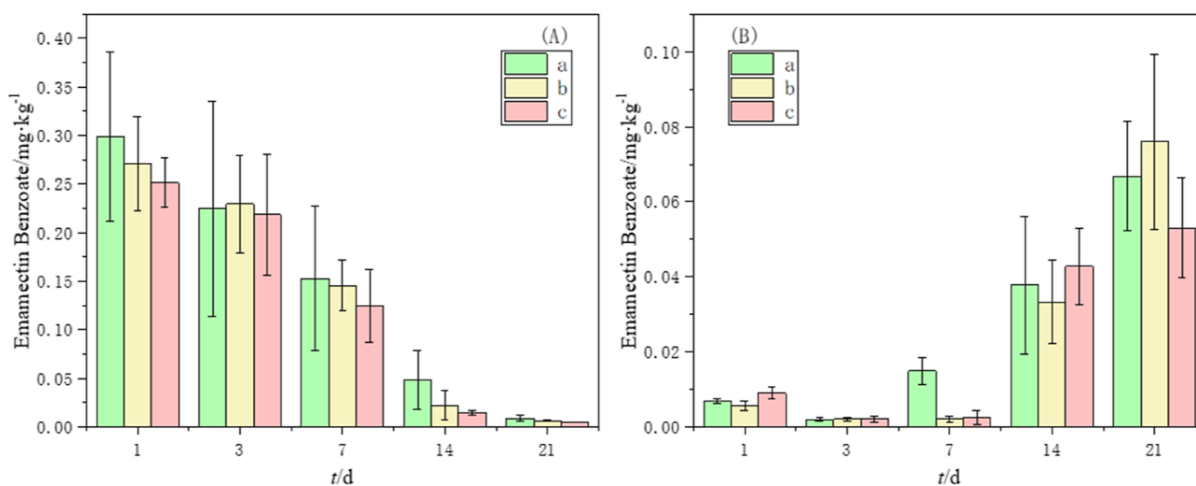 (A)
a
b
c
0.40
0.35
0.30
0.25
0.20
0.15
0.10
0.05
0.00
Emamectin Benzoate/mg·kg⁻¹
1 3 7 14 21
t/d
(B)
a
b
c
0.10
0.08
0.06
0.04
0.02
0.00
Emamectin Benzoate/mg·kg⁻¹
1 3 7 14 21
t/d